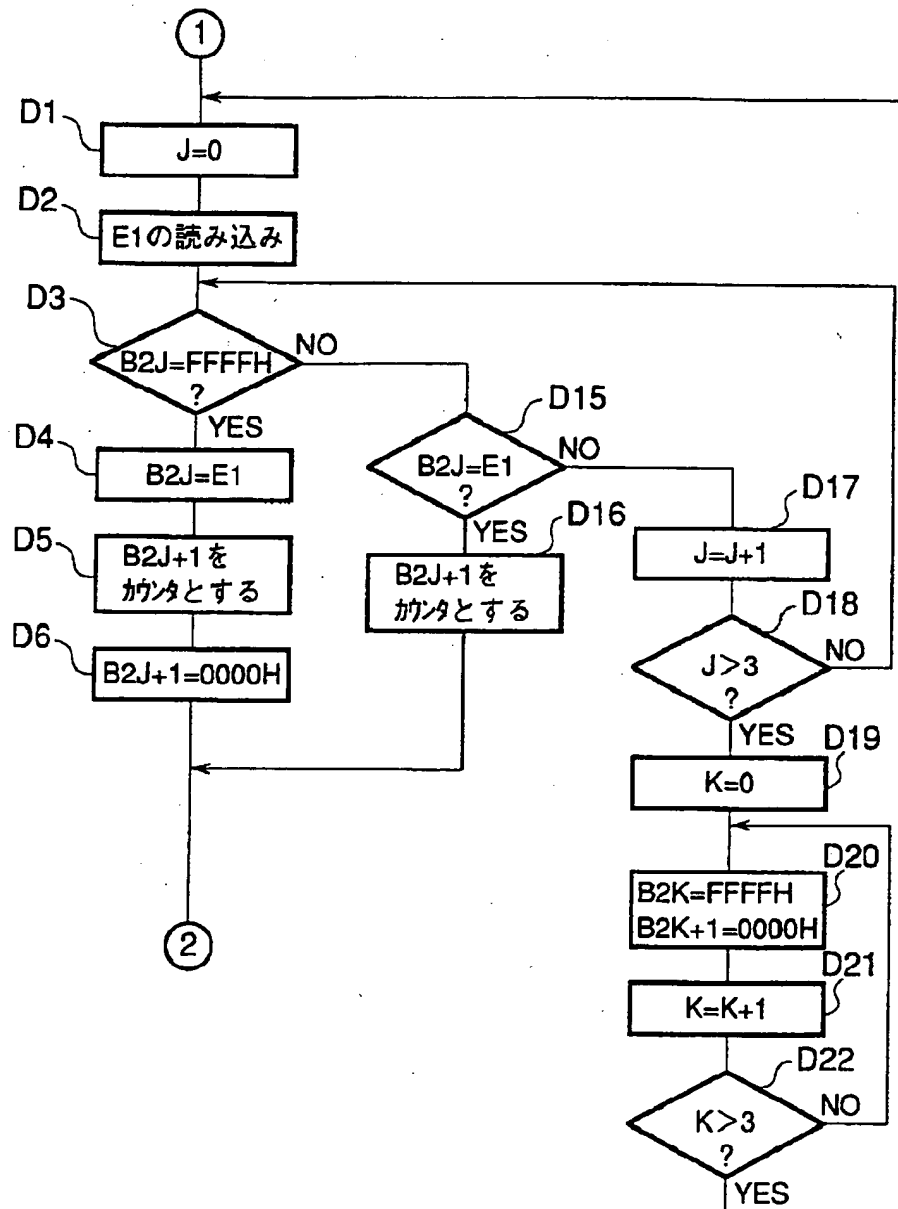 1
D1
J=0
D2
E1の読み込み
D3
B2J=FFFFH
?
NO
YES
D4
B2J=E1
D5
B2J+1を
カウンタとする
D6
B2J+1=0000H
2
D15
B2J=E1
?
NO
YES
D16
B2J+1を
カウンタとする
D17
J=J+1
D18
J>3
?
NO
YES
D19
K=0
D20
B2K=FFFFH
B2K+1=0000H
D21
K=K+1
D22
K>3
?
NO
YES